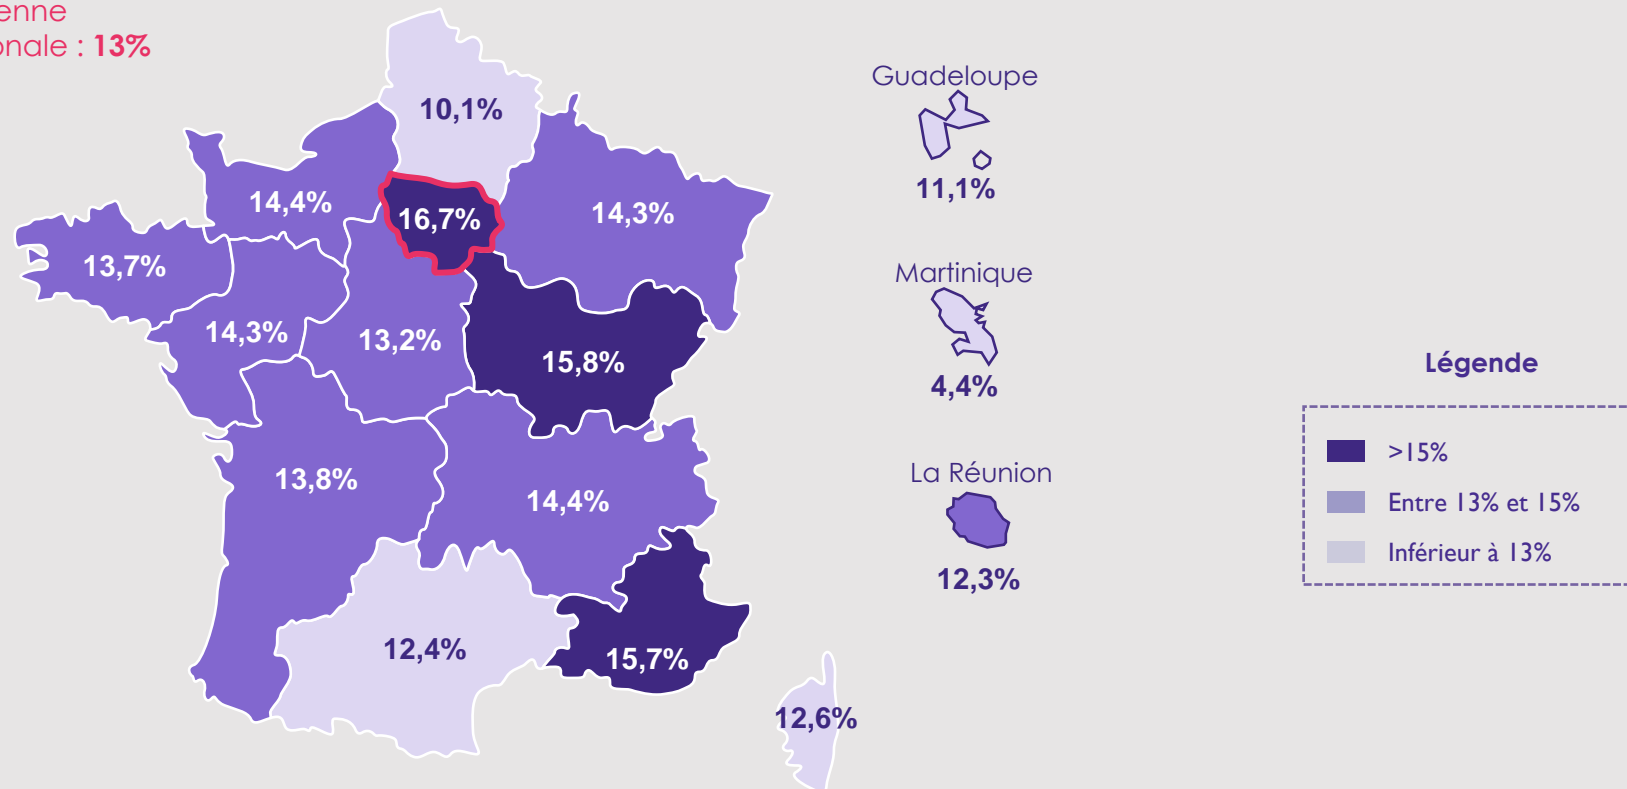 enne
onale : 13%
10,1%
14,4%
16,7%
14,3%
13,7%
14,3%
13,2%
15,8%
13,8%
14,4%
12,4%
15,7%
12,6%
Guadeloupe
11,1%
Martinique
4,4%
La Réunion
12,3%
Légende
>15%
Entre 13% et 15%
Inférieur à 13%